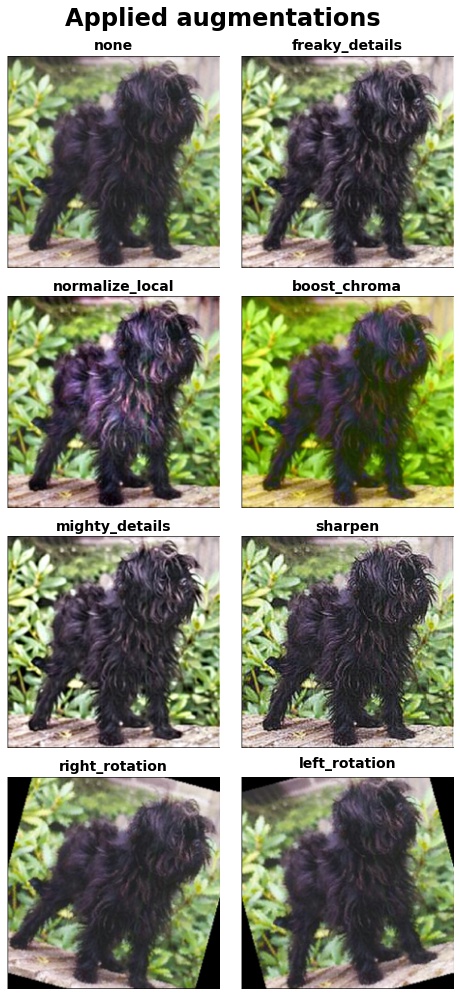 Applied augmentations
none
freaky_details
normalize_local
boost_chroma
mighty_details
sharpen
right_rotation
left_rotation